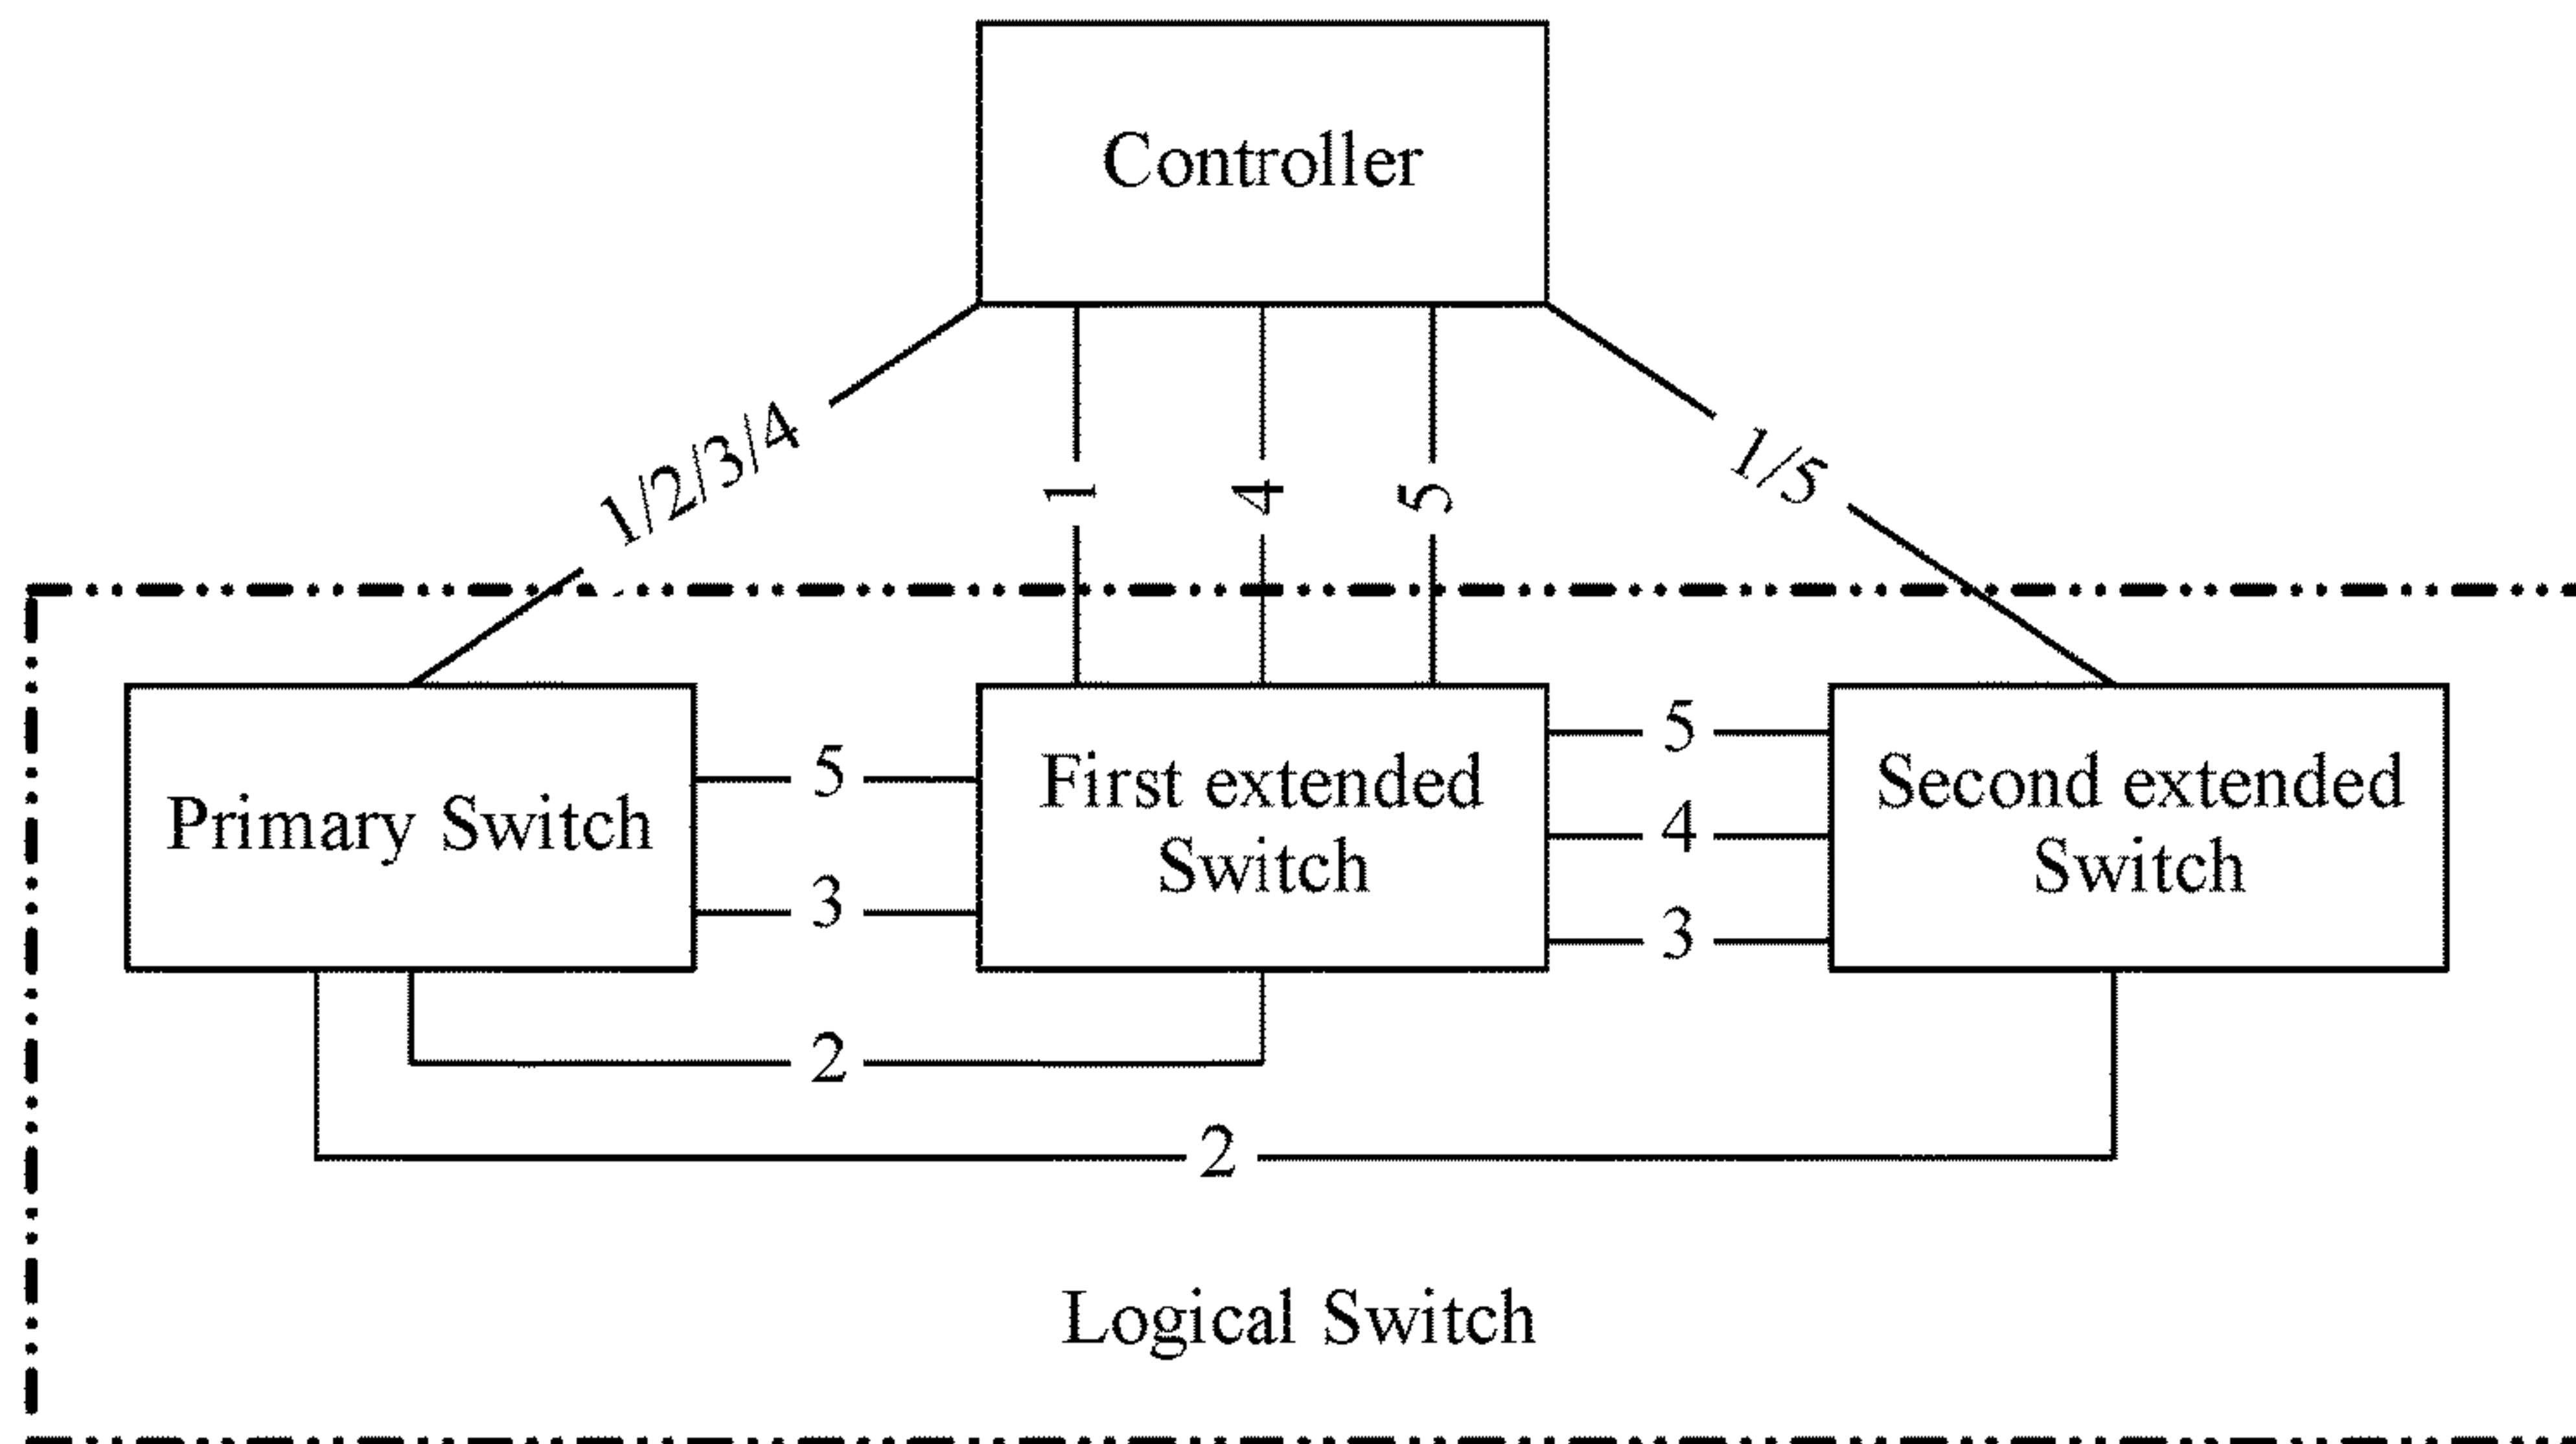 Controller
1/2/3/4
1
4
5
1/5
Primary Switch
5
3
First extended
Switch
5
4
3
Second extended
Switch
2
2
Logical Switch